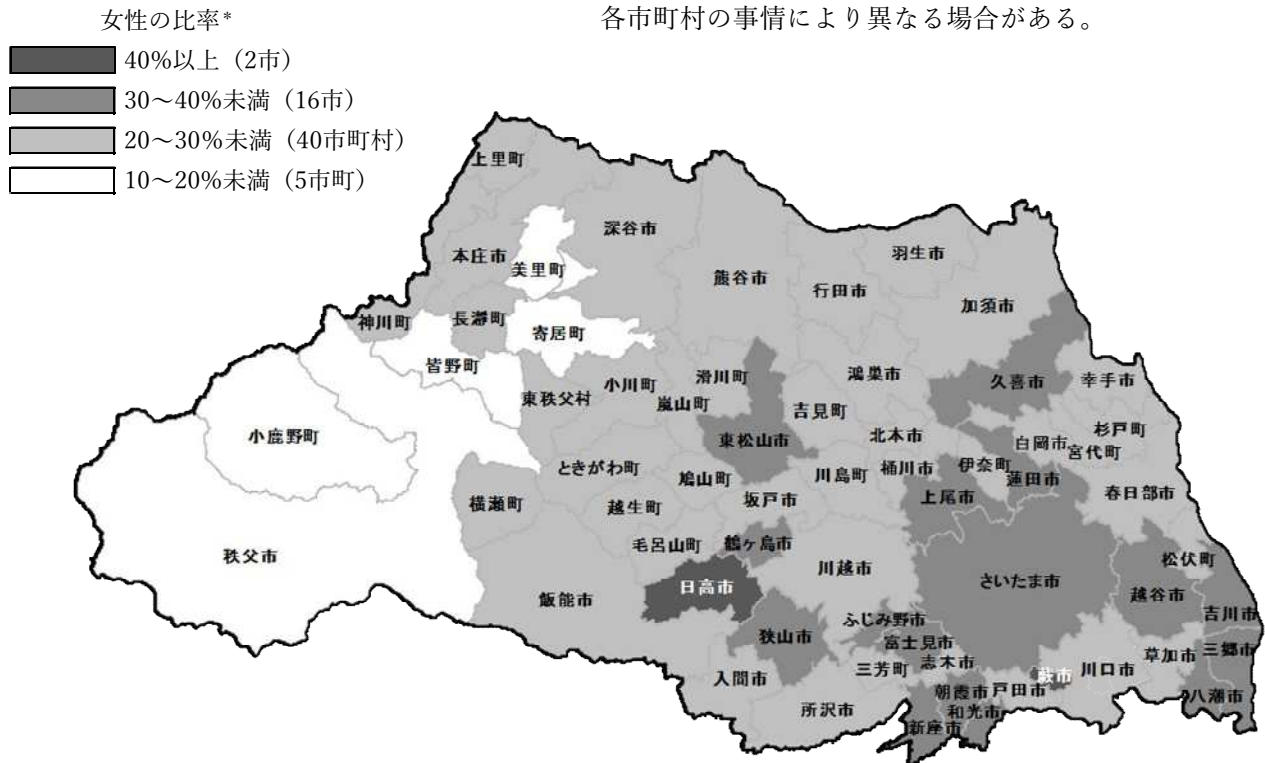 女性の比率*
各市町村の事情により異なる場合がある。
40%以上（2市）
30～40%未満（16市）
20～30%未満（40市町村）
10～20%未満（5市町）
上里町
深谷市
本庄市
美里町
熊谷市
行田市
羽生市
加須市
神川町
長瀞町
寄居町
皆野町
小川町
滑川町
鴻巣市
久喜市
幸手市
東秩父村
嵐山町
吉見町
小鹿野町
東松山市
北本市
白岡市
杉戸町
宮代町
ときがわ町
鳩山町
川島町
桶川市
伊奈町
蓮田市
横瀬町
越生町
坂戸市
上尾市
春日部市
秩父市
毛呂山町
鶴ヶ島市
川越市
さいたま市
松伏町
日高市
越谷市
飯能市
ふじみ野市
吉川市
狭山市
富士見市
三郷市
入間市
三芳町
志木市
蕨市
川口市
草加市
所沢市
朝霞市
戸田市
八潮市
和光市
新座市